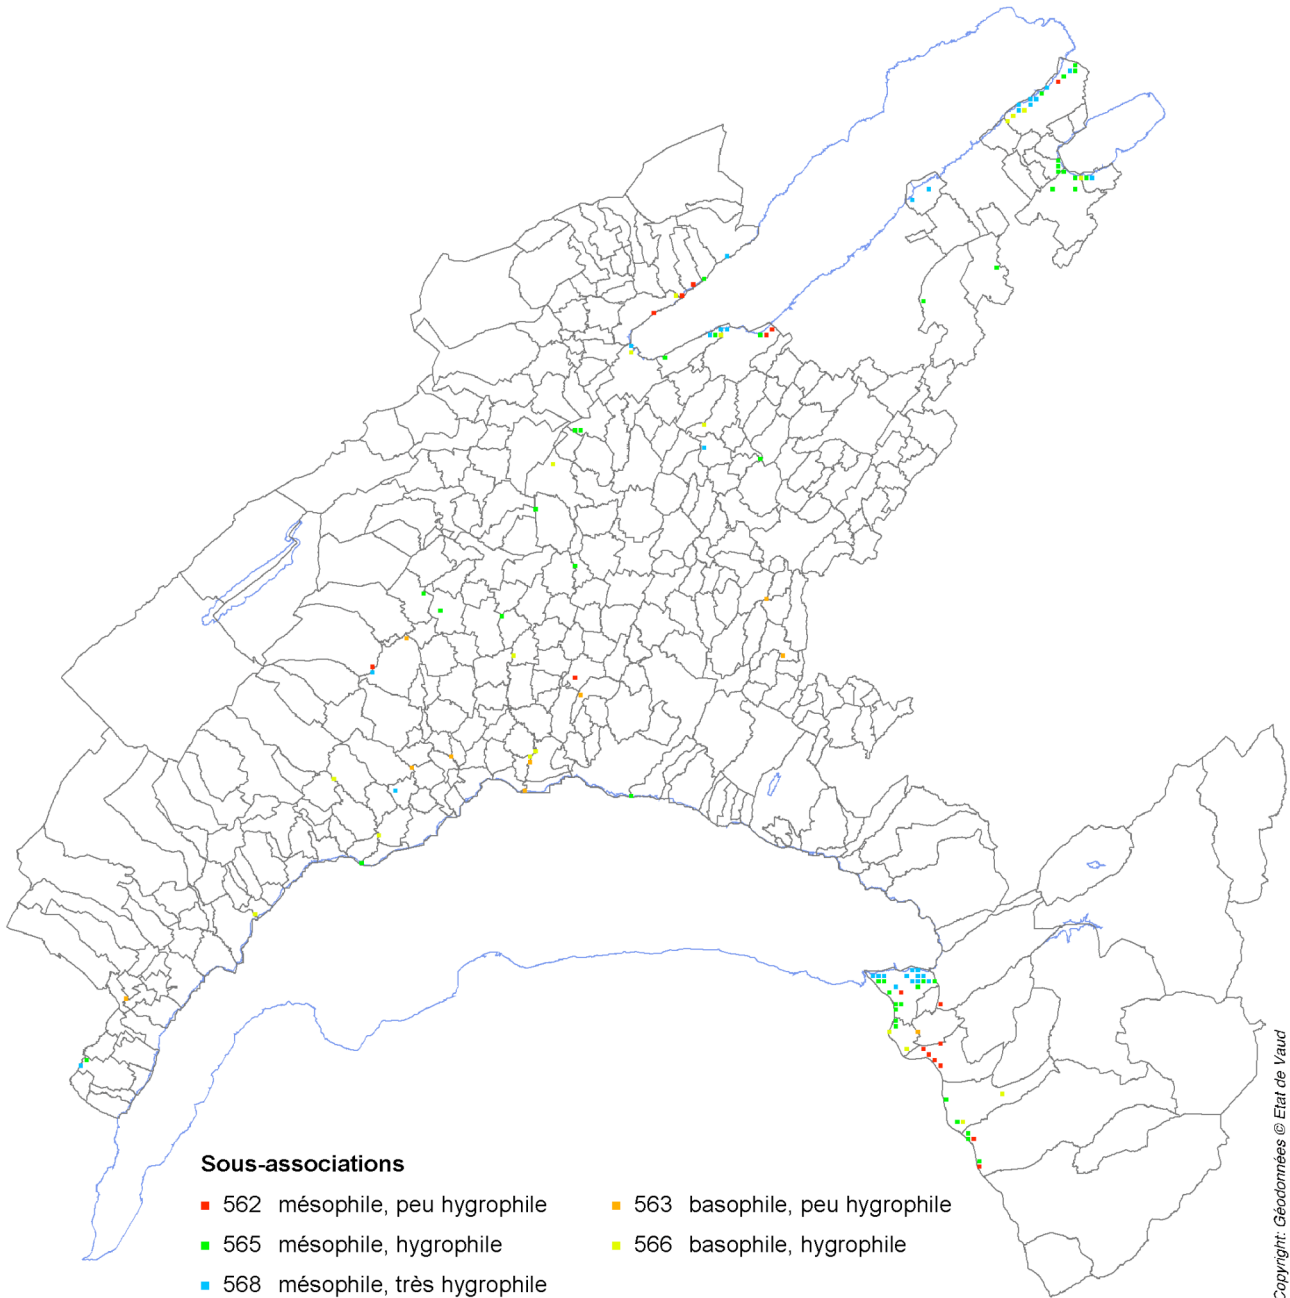 Sous-associations
562 mésophile, peu hygrophile
565 mésophile, hygrophile
568 mésophile, très hygrophile
563 basophile, peu hygrophile
566 basophile, hygrophile
Copyright: Géodonnées © Etat de Vaud